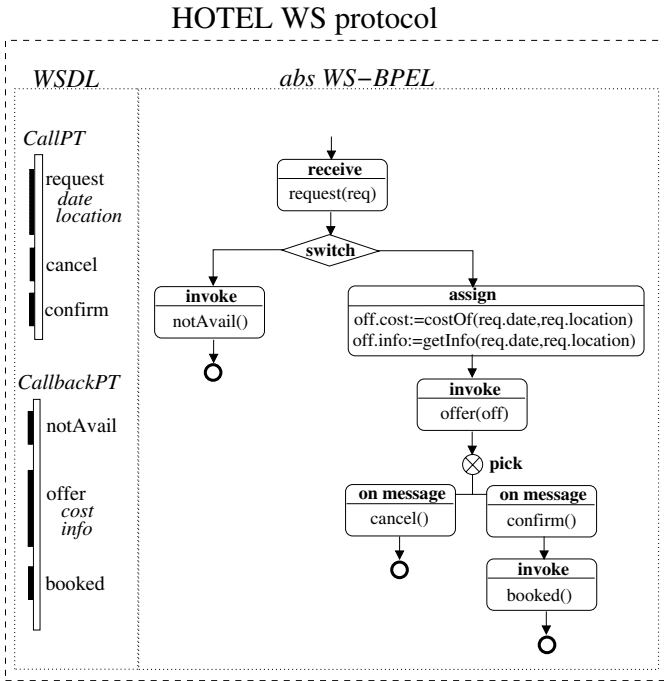 HOTEL WS protocol
WSDL
abs WS−BPEL
CallPT
request
date
location
cancel
confirm
CallbackPT
notAvail
offer
cost
info
booked
receive
request(req)
switch
invoke
notAvail()
assign
off.cost:=costOf(req.date,req.location)
off.info:=getInfo(req.date,req.location)
invoke
offer(off)
pick
on message
cancel()
on message
confirm()
invoke
booked()